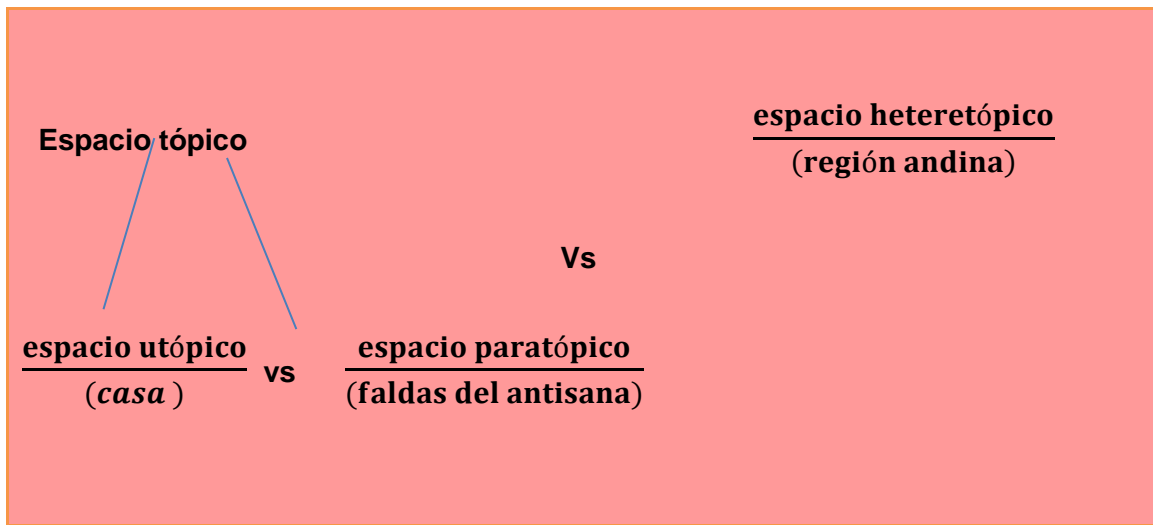 Espacio tópico
espacio heteretópico
(región andina)
Vs
espacio utópico
(casa )
vs
espacio paratópico
(faldas del antisana)